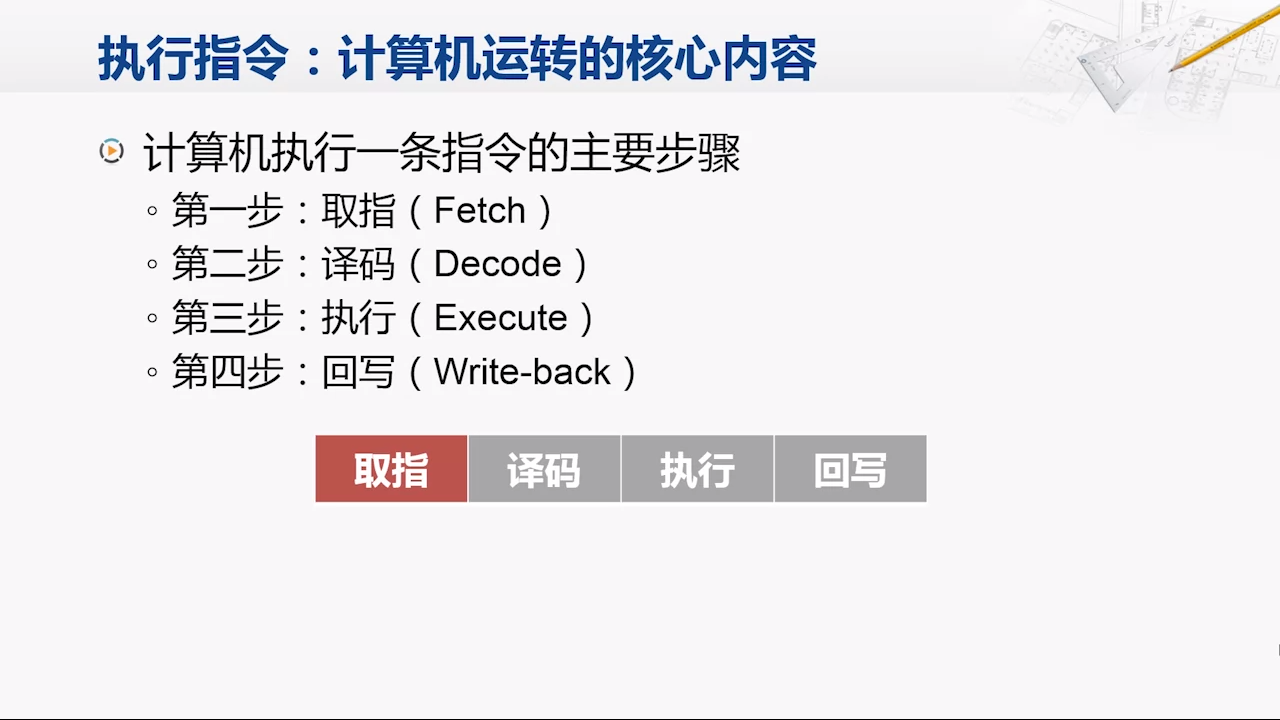 执行指令：计算机运转的核心内容
计算机执行一条指令的主要步骤
。第一步：取指（Fetch）
。第二步：译码（Decode）
。第三步：执行（Execute）
。第四步：回写（Write-back）
取指 译码 执行 回写